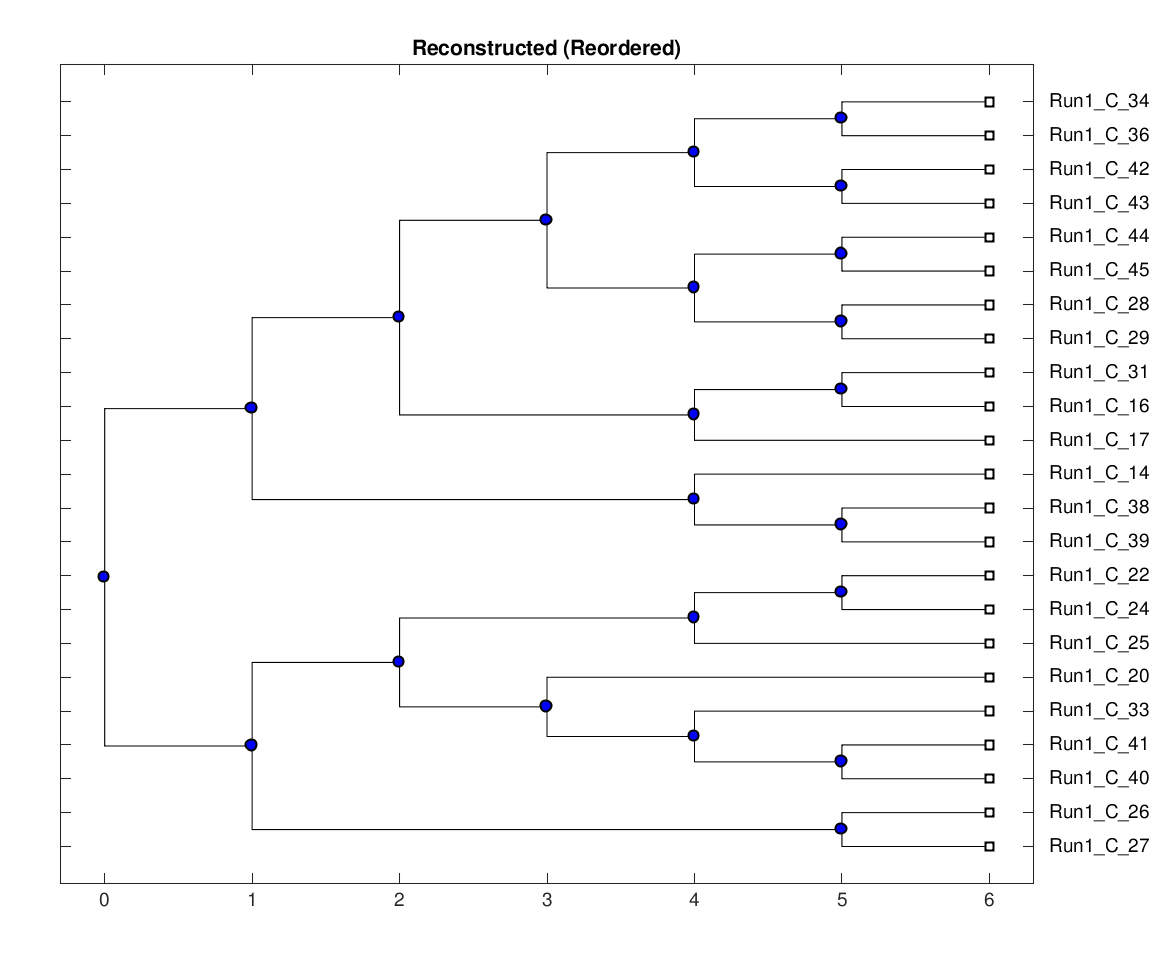 Reconstructed (Reordered)
Run1_C_34
Run1_C_36
Run1_C_42
Run1_C_43
Run1_C_44
Run1_C_45
Run1_C_28
Run1_C_29
Run1_C_31
Run1_C_16
Run1_C_17
Run1_C_14
Run1_C_38
Run1_C_39
Run1_C_22
Run1_C_24
Run1_C_25
Run1_C_20
Run1_C_33
Run1_C_41
Run1_C_40
Run1_C_26
Run1_C_27
0 1 2 3 4 5 6